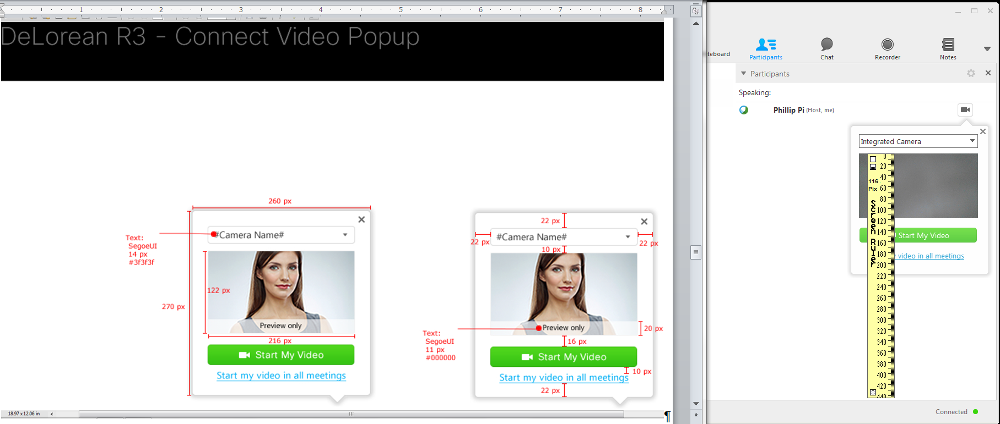 1 2 3 4 5 6 7 8
DeLorean R3 - Connect Video Popup
260 px
#Camera Name#
Text:
SegoeUI
14 px
#3f3f3f
122 px
270 px
Preview only
216 px
Start My Video
Start my video in all meetings
22 px
#Camera Name#
22 px
22 px
10 px
Preview only
20 px
Text:
SegoeUI
11 px
#000000
16 px
Start My Video
10 px
Start my video in all meetings
22 px
18.97 x 12.06 in
¶
teboard
Participants
Chat
Recorder
Notes
Participants
Speaking:
Phillip Pi (Host, me)
Integrated Camera
116
Pix
Screen Ruler
0
20
40
60
80
100
120
140
160
180
200
220
240
260
280
300
320
340
360
380
400
420
440
Start My Video
video in all meetings
Connected